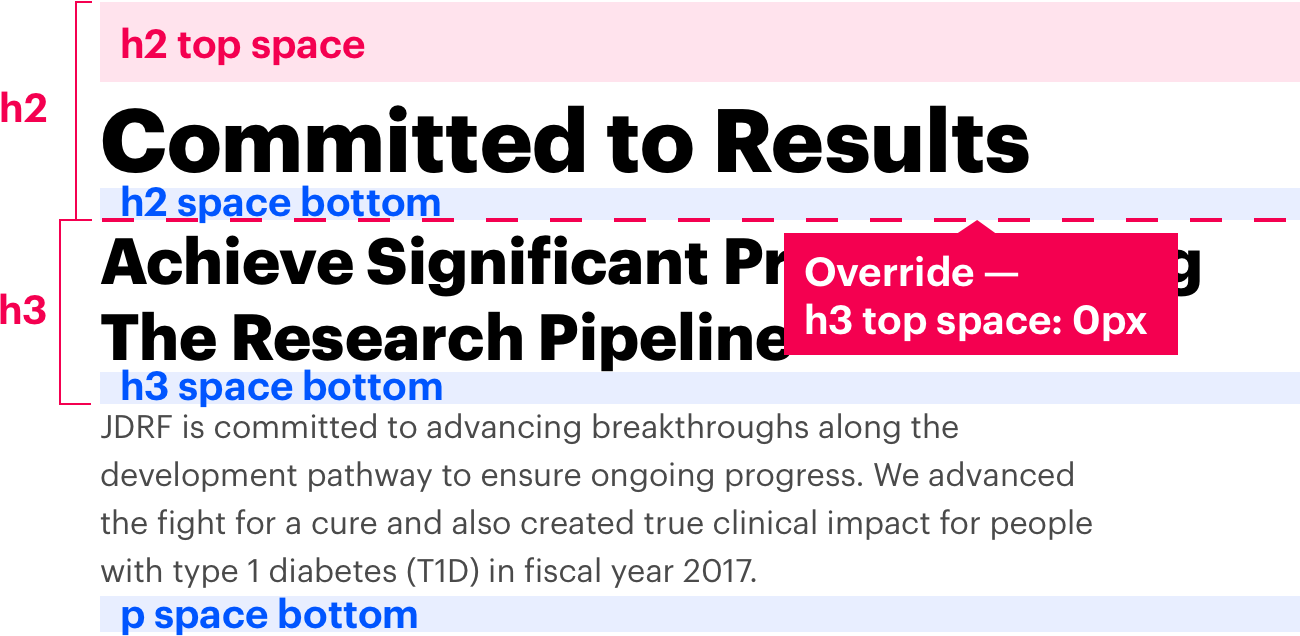 h2 top space
h2
Committed to Results
h2 space bottom
Achieve Significant
Override —
h3 top space: 0px
h3
The Research Pipeline
h3 space bottom
JDRF is committed to advancing breakthroughs along the
development pathway to ensure ongoing progress. We advanced
the fight for a cure and also created true clinical impact for people
with type 1 diabetes (T1D) in fiscal year 2017.
p space bottom